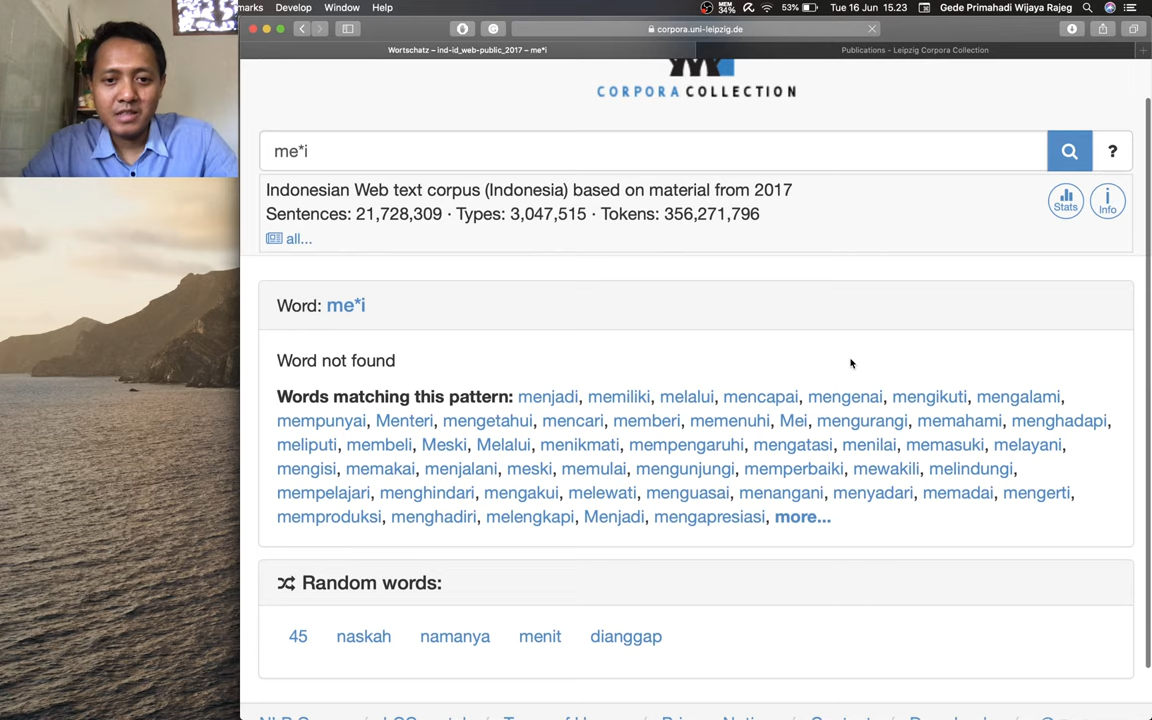 marks Develop Window Help MEM 34% 53% Tue 16 Jun 15.23 Gede Primahadi Wijaya Rajeg
corpora.uni-leipzig.de
Wortschatz – ind-id_web-public_2017 – me*i Publications – Leipzig Corpora Collection
CORPORA COLLECTION
me*i ?
Indonesian Web text corpus (Indonesia) based on material from 2017
Sentences: 21,728,309 · Types: 3,047,515 · Tokens: 356,271,796
Stats Info
all...
Word: me*i
Word not found
Words matching this pattern: menjadi, memiliki, melalui, mencapai, mengenai, mengikuti, mengalami,
mempunyai, Menteri, mengetahui, mencari, memberi, memenuhi, Mei, mengurangi, memahami, menghadapi,
meliputi, membeli, Meski, Melalui, menikmati, mempengaruhi, mengatasi, menilai, memasuki, melayani,
mengisi, memakai, menjalani, meski, memulai, mengunjungi, memperbaiki, mewakili, melindungi,
mempelajari, menghindari, mengakui, melewati, menguasai, menangani, menyadari, memadai, mengerti,
memproduksi, menghadiri, melengkapi, Menjadi, mengapresiasi, more...
Random words:
45 naskah namanya menit dianggap